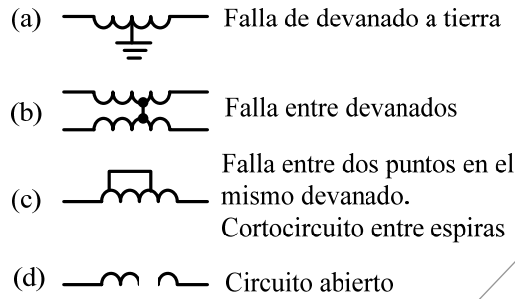 (a) Falla de devanado a tierra
(b) Falla entre devanados
(c) Falla entre dos puntos en el
mismo devanado.
Cortocircuito entre espiras
(d) Circuito abierto